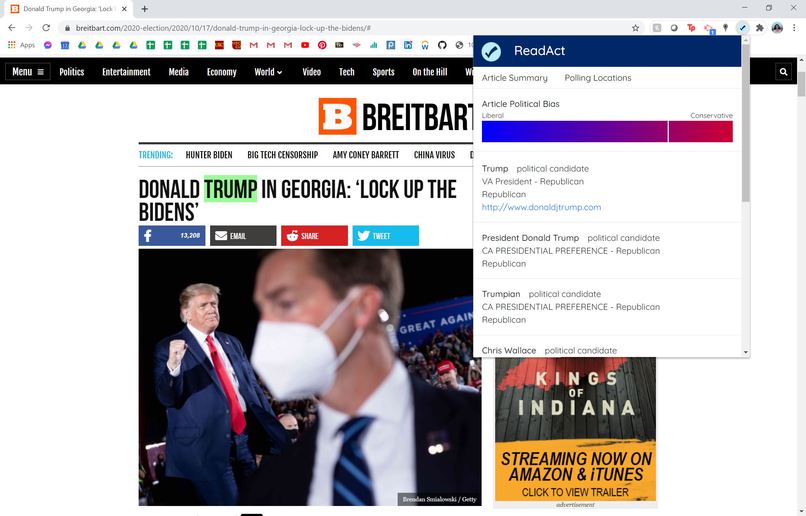 Donald Trump in Georgia: 'Lock U
breitbart.com/2020-election/2020/10/17/donald-trump-in-georgia-lock-up-the-bidens/#
Apps
ReadAct
Article Summary Polling Locations
Menu Politics Entertainment Media Economy World Video Tech Sports On the Hill
Article Political Bias
Liberal Conservative
B BREITBART
TRENDING: HUNTER BIDEN BIG TECH CENSORSHIP AMY CONEY BARRETT CHINA VIRUS
DONALD TRUMP IN GEORGIA: 'LOCK UP THE
BIDENS'
13,208 EMAIL SHARE TWEET
Trump political candidate
VA President - Republican
Republican
http://www.donaldjtrump.com
President Donald Trump political candidate
CA PRESIDENTIAL PREFERENCE - Republican
Republican
Trumpian political candidate
CA PRESIDENTIAL PREFERENCE - Republican
Republican
Chris Wallace political candidate
GREAT AGAIN
Brendan Smialowski / Getty
KINGS
OF
INDIANA
STREAMING NOW ON
AMAZON & iTUNES
CLICK TO VIEW TRAILER
advertisement